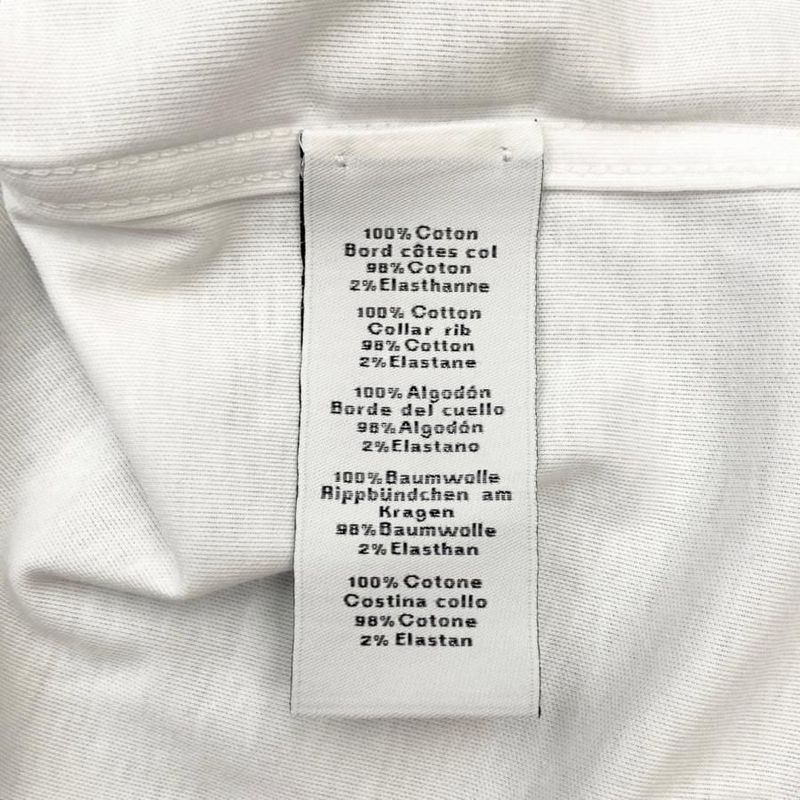 100% Coton
Bord côtes col
98% Coton
2% Elasthanne
100% Cotton
Collar rib
98% Cotton
2% Elastane
100% Algodón
Borde del cuello
98% Algodón
2% Elastano
100% Baumwolle
Rippbündchen am
Kragen
98% Baumwolle
2% Elasthan
100% Cotone
Costina collo
98% Cotone
2% Elastan